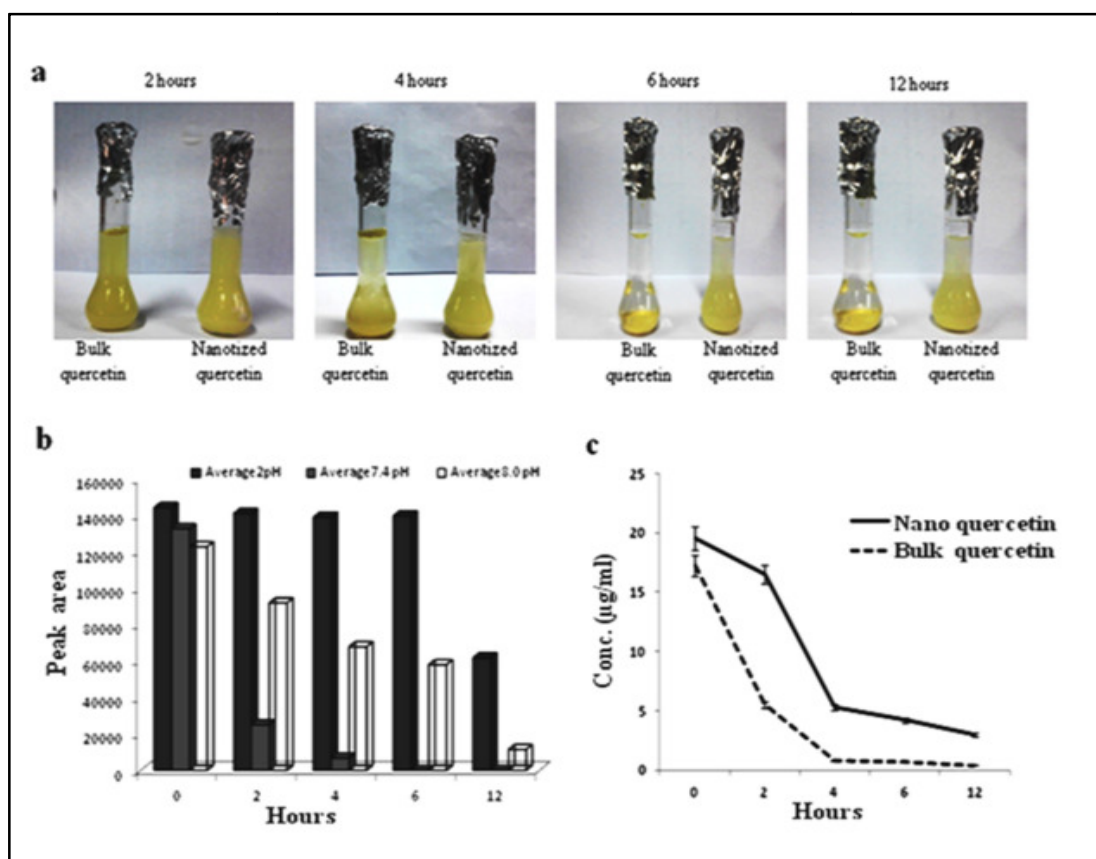 a
2 hours
4 hours
6 hours
12 hours
Bulk
quercetin
Nanotized
quercetin
Bulk
quercetin
Nanotized
quercetin
Bulk
quercetin
Nanotized
quercetin
Bulk
quercetin
Nanotized
quercetin
b
Average 2 pH
Average 7.4 pH
Average 8.0 pH
160000
140000
120000
100000
80000
60000
40000
20000
0
Peak area
0
2
4
6
12
Hours
c
25
20
15
10
5
0
Conc. (µg/ml)
Nano quercetin
Bulk quercetin
0
2
4
6
12
Hours